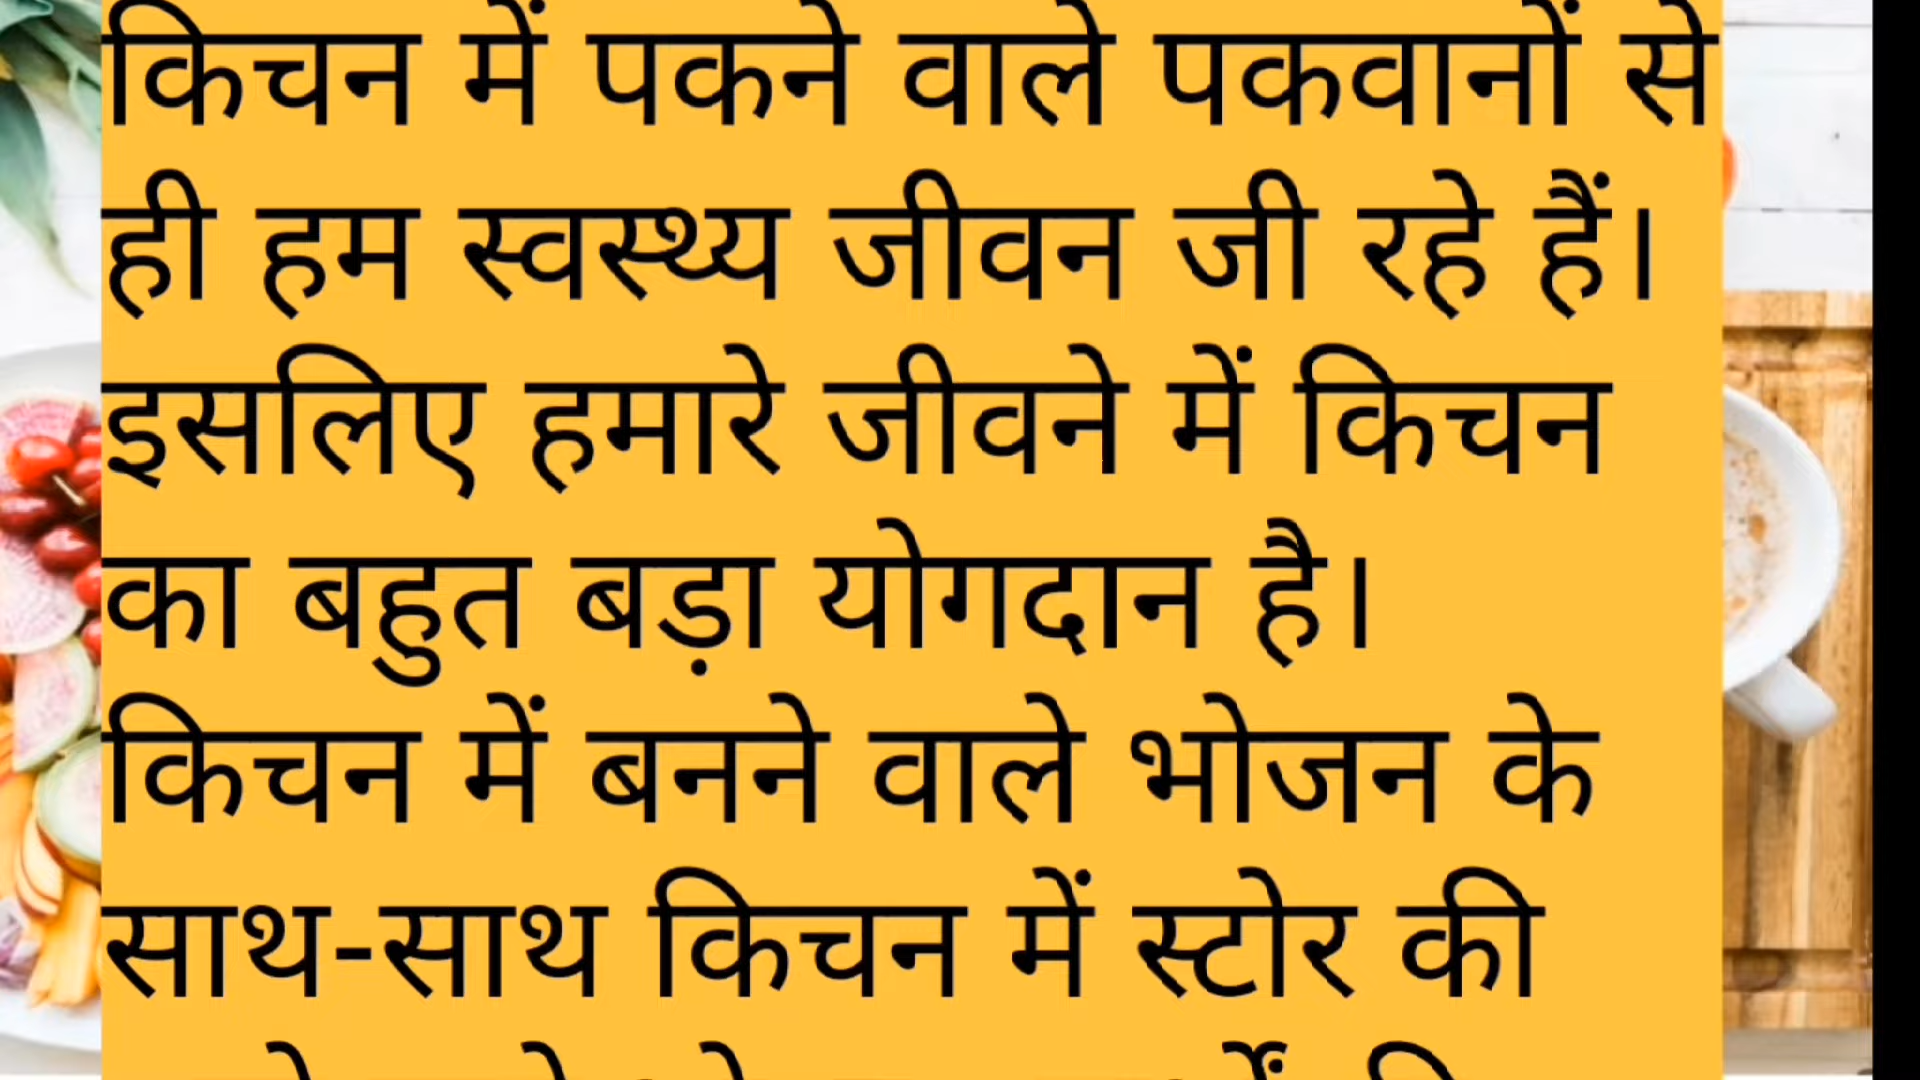 किचन में पकने वाले पकवानों से
ही हम स्वस्थ्य जीवन जी रहे हैं।
इसलिए हमारे जीवने में किचन
का बहुत बड़ा योगदान है।
किचन में बनने वाले भोजन के
साथ-साथ किचन में स्टोर की